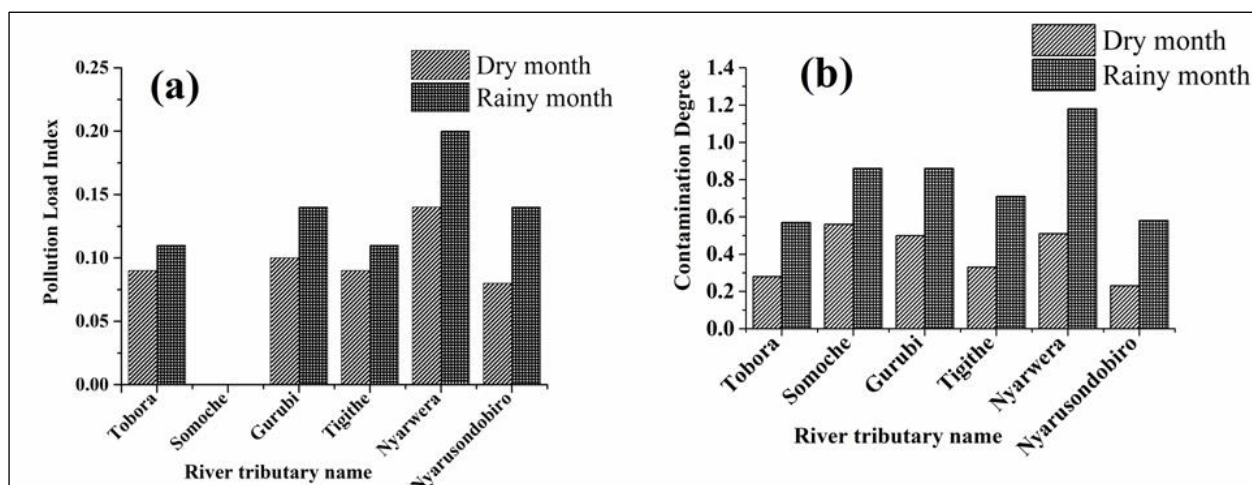 (a)
Dry month
Rainy month
0.25
0.20
0.15
0.10
0.05
0.00
Pollution Load Index
Tobora
Somoche
Gurubi
Tigithe
Nyarwera
Nyarusondobiro
River tributary name
(b)
Dry month
Rainy month
1.4
1.2
1.0
0.8
0.6
0.4
0.2
0.0
Contamination Degree
Tobora
Somoche
Gurubi
Tigithe
Nyarwera
Nyarusondobiro
River tributary name